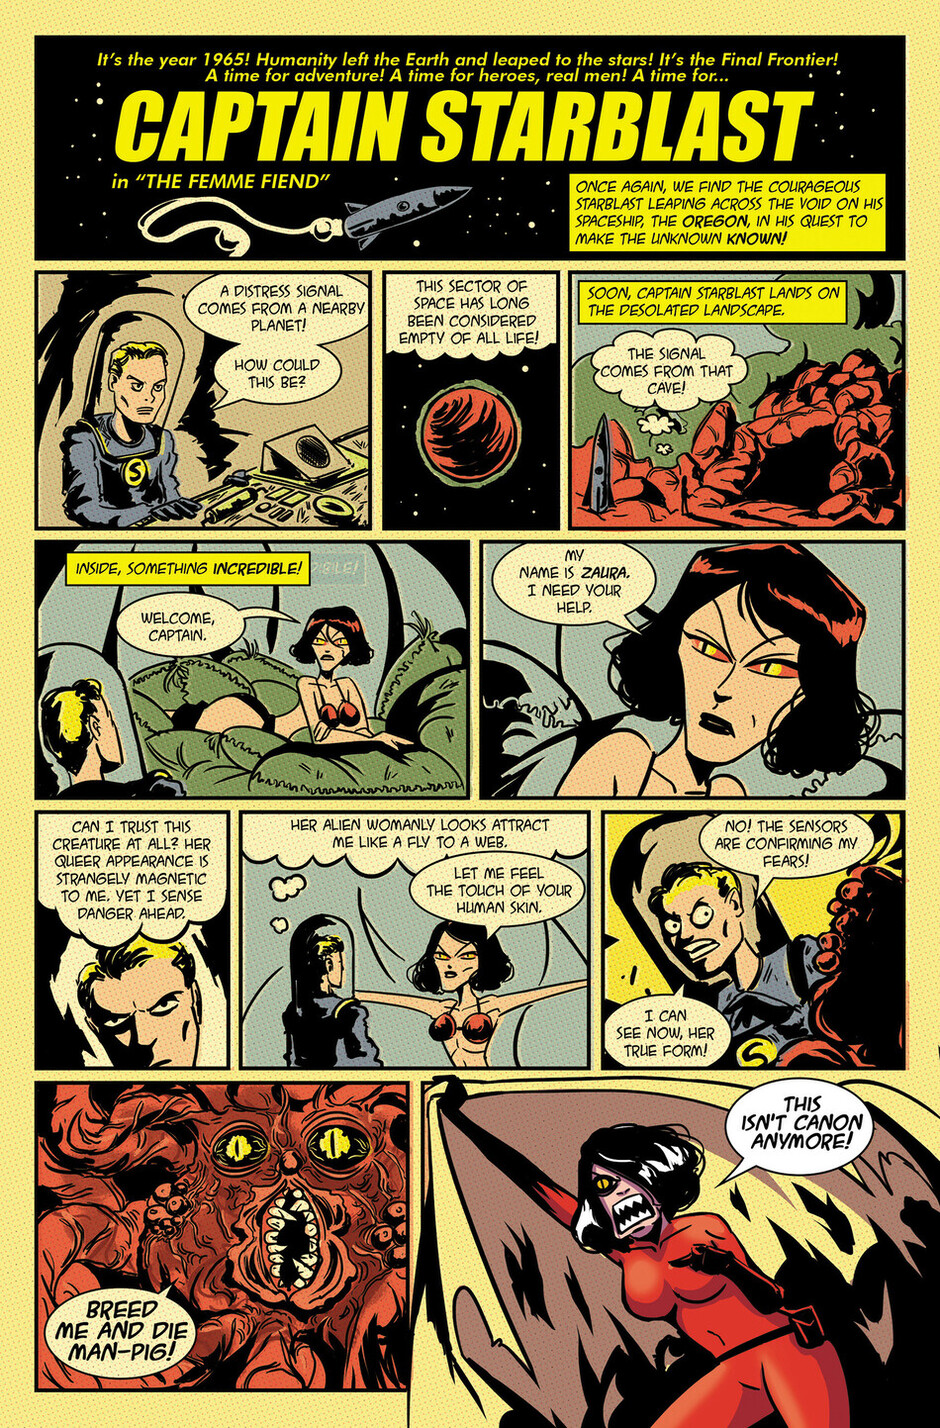 It's the year 1965! Humanity left the Earth and leaped to the stars! It's the Final Frontier!
A time for adventure! A time for heroes, real men! A time for...
CAPTAIN STARBLAST
in "THE FEMME FIEND"
ONCE AGAIN, WE FIND THE COURAGEOUS
STARBLAST LEAPING ACROSS THE VOID ON HIS
SPACESHIP, THE OREGON, IN HIS QUEST TO
MAKE THE UNKNOWN KNOWN!
A DISTRESS SIGNAL
COMES FROM A NEARBY
PLANET!
HOW COULD
THIS BE?
S
THIS SECTOR OF
SPACE HAS LONG
BEEN CONSIDERED
EMPTY OF ALL LIFE!
SOON, CAPTAIN STARBLAST LANDS ON
THE DESOLATED LANDSCAPE.
THE SIGNAL
COMES FROM THAT
CAVE!
INSIDE, SOMETHING INCREDIBLE!
WELCOME,
CAPTAIN.
MY
NAME IS ZAURA.
I NEED YOUR
HELP.
CAN I TRUST THIS
CREATURE AT ALL? HER
QUEER APPEARANCE IS
STRANGELY MAGNETIC
TO ME. YET I SENSE
DANGER AHEAD.
HER ALIEN WOMANLY LOOKS ATTRACT
ME LIKE A FLY TO A WEB.
LET ME FEEL
THE TOUCH OF YOUR
HUMAN SKIN.
NO! THE SENSORS
ARE CONFIRMING MY
FEARS!
I CAN
SEE NOW, HER
TRUE FORM!
S
BREED
ME AND DIE
MAN-PIG!
THIS
ISN'T CANON
ANYMORE!